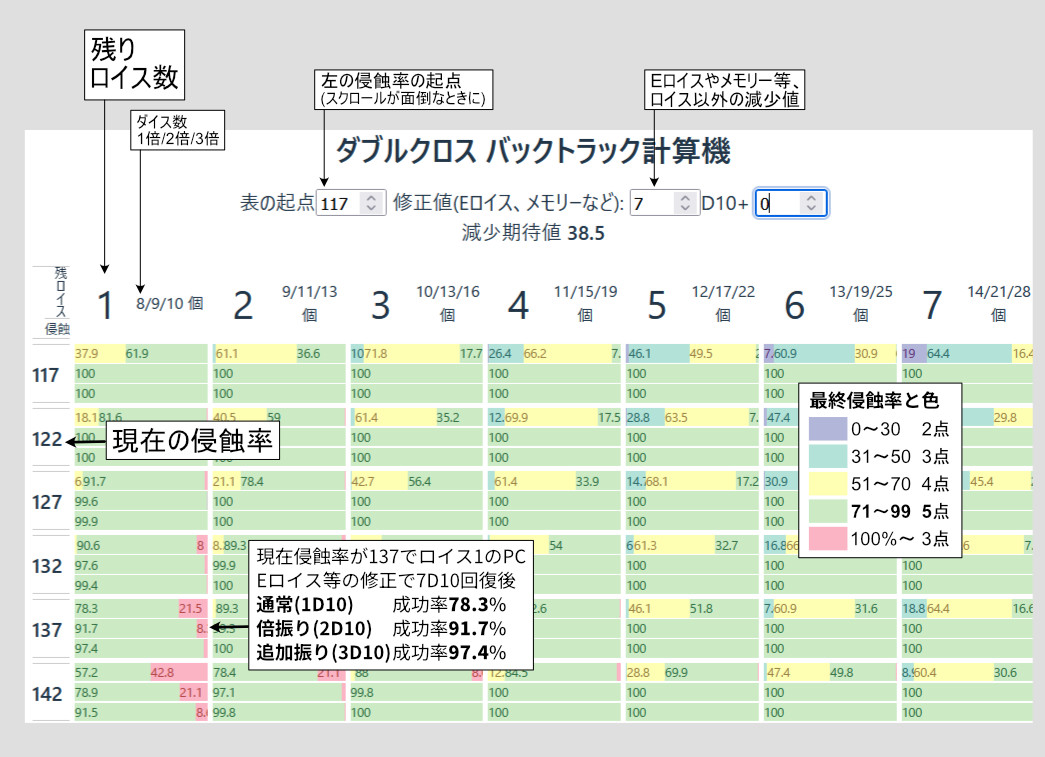 残り
ロイス数
ダイス数
1倍/2倍/3倍
左の侵蝕率の起点
(スクロールが面倒なときに)
Eロイスやメモリー等、
ロイス以外の減少値
ダブルクロス バックトラック計算機
表の起点 117 修正値(Eロイス、メモリーなど): 7 D10+ 0
減少期待値 38.5
残ロイス
侵蝕
1 8/9/10 個
2 9/11/13 個
3 10/13/16 個
4 11/15/19 個
5 12/17/22 個
6 13/19/25 個
7 14/21/28 個
117
37.9 61.9 61.1 36.6 10 71.8 17.7 26.4 66.2 7. 46.1 49.5 7. 60.9 30.9 19 64.4 16.4
100 100 100 100 100 100 100
100 100 100 100 100 100
122
18.1 81.6 40.5 59 61.4 35.2 12. 69.9 17.5 28.8 63.5 7. 47.4 29.8
100 100 100 100 100 100
100 100 100 100 100 100
現在の侵蝕率
127
6 91.7 21.1 78.4 42.7 56.4 61.4 33.9 14. 68.1 17.2 30.9 45.4
99.6 100 100 100 100 100
99.9 100 100 100 100 100
132
90.6 8 8. 89.3 54 6 61.3 32.7 16.8 66 6 7.
97.6 99.9 100 100 100
99.4 100 100 100 100
137
78.3 21.5 89.3 2.6 46.1 51.8 7. 60.9 31.6 18.8 64.4 16.6
91.7 8. 100 100 100
97.4 100 100 100 100
142
57.2 42.8 78.4 21.1 88 8. 12. 84.5 28.8 69.9 47.4 49.8 8. 60.4 30.6
78.9 21.1 97.1 99.8 100 100 100 100
91.5 8. 99.8 100 100 100 100 100
最終侵蝕率と色
0～30 2点
31～50 3点
51～70 4点
71～99 5点
100%～ 3点
現在侵蝕率が137でロイス1のPC
Eロイス等の修正で7D10回復後
通常(1D10) 成功率78.3%
倍振り(2D10) 成功率91.7%
追加振り(3D10) 成功率97.4%